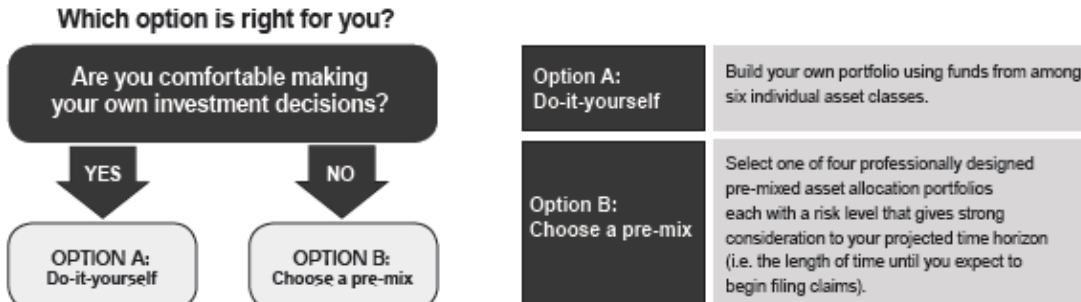 Which option is right for you?
Are you comfortable making
your own investment decisions?
YES
NO
OPTION A:
Do-it-yourself
OPTION B:
Choose a pre-mix
Option A:
Do-it-yourself
Build your own portfolio using funds from among
six individual asset classes.
Option B:
Choose a pre-mix
Select one of four professionally designed
pre-mixed asset allocation portfolios
each with a risk level that gives strong
consideration to your projected time horizon
(i.e. the length of time until you expect to
begin filing claims).